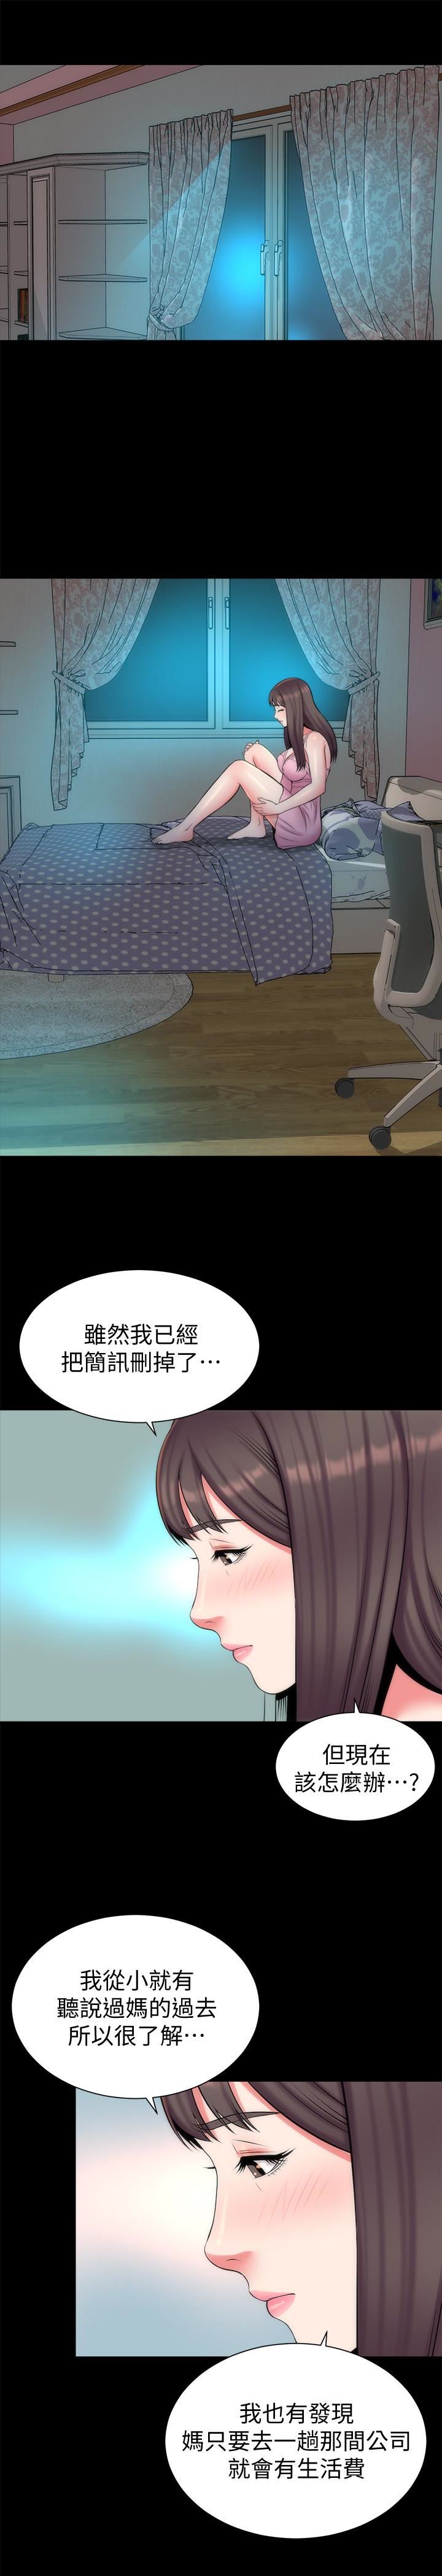 雖然我已經
把簡訊刪掉了…
但現在
該怎麼辦…?
我從小就有
聽說過媽的過去
所以很了解…
我也有發現
媽只要去一趟那間公司
就會有生活費